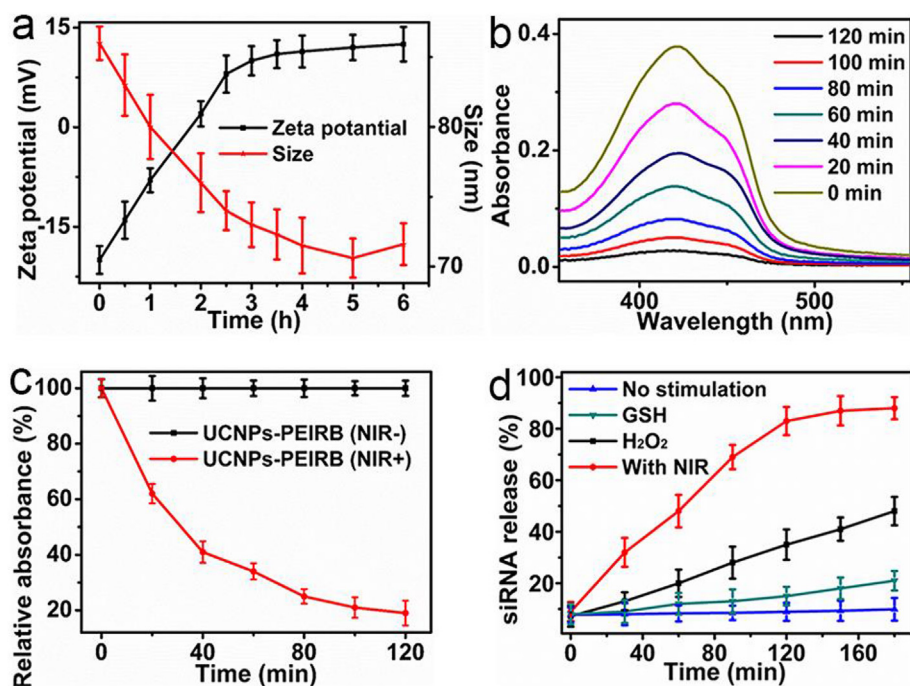 a
15
0
-15
Zeta potential (mV)
Zeta potantial
Size
80
70
Size (nm)
0 1 2 3 4 5 6
Time (h)
b
0.4
0.2
0.0
Absorbance
120 min
100 min
80 min
60 min
40 min
20 min
0 min
400 500
Wavelength (nm)
c
100
80
60
40
20
Relative absorbance (%)
UCNPs-PEIRB (NIR-)
UCNPs-PEIRB (NIR+)
0 20 40 60 80 100 120
Time (min)
d
100
80
60
40
20
siRNA release (%)
No stimulation
GSH
H₂O₂
With NIR
0 40 80 120 160
Time (min)